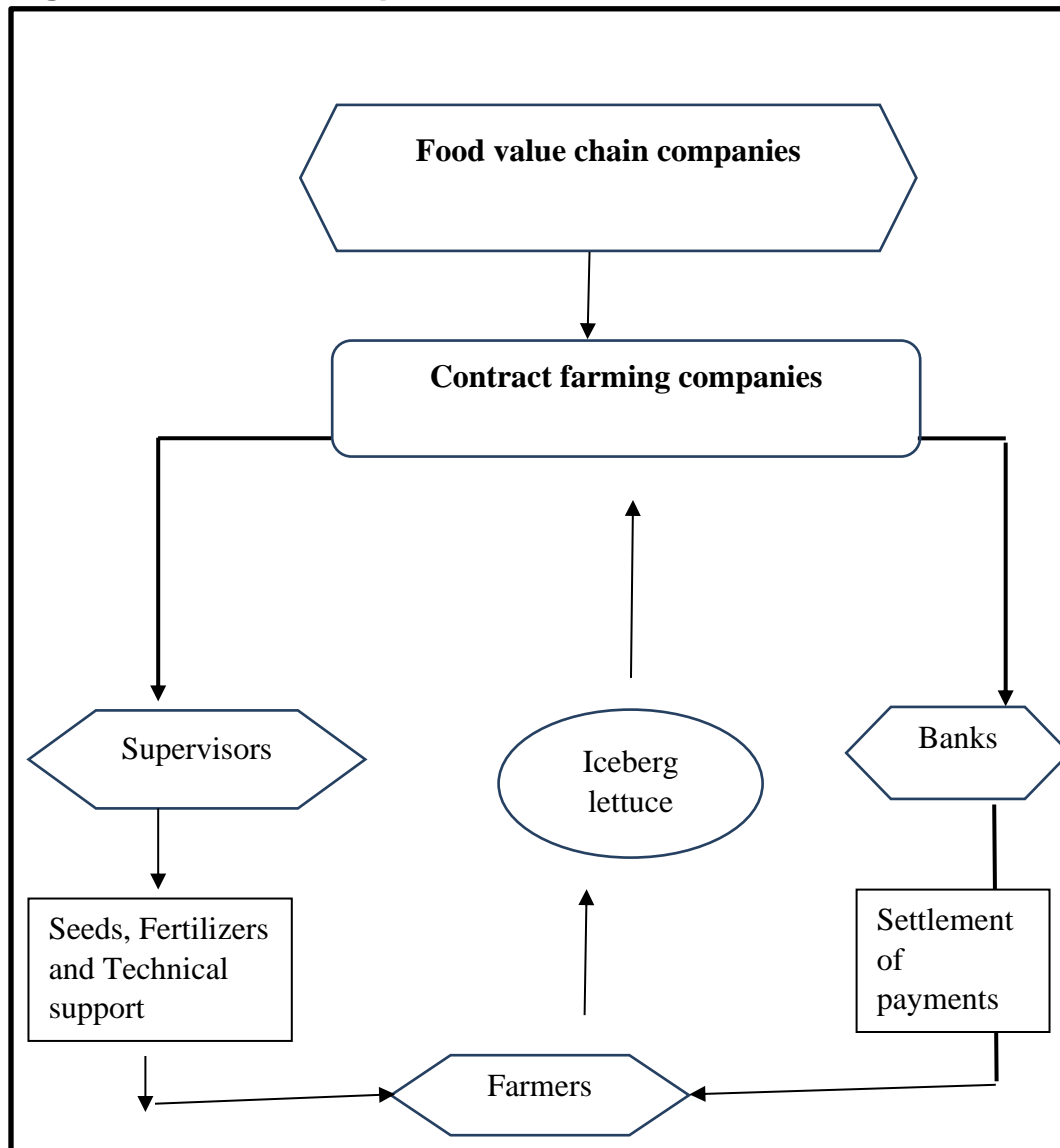 Food value chain companies
Contract farming companies
Supervisors
Iceberg
lettuce
Banks
Seeds, Fertilizers
and Technical
support
Settlement
of
payments
Farmers